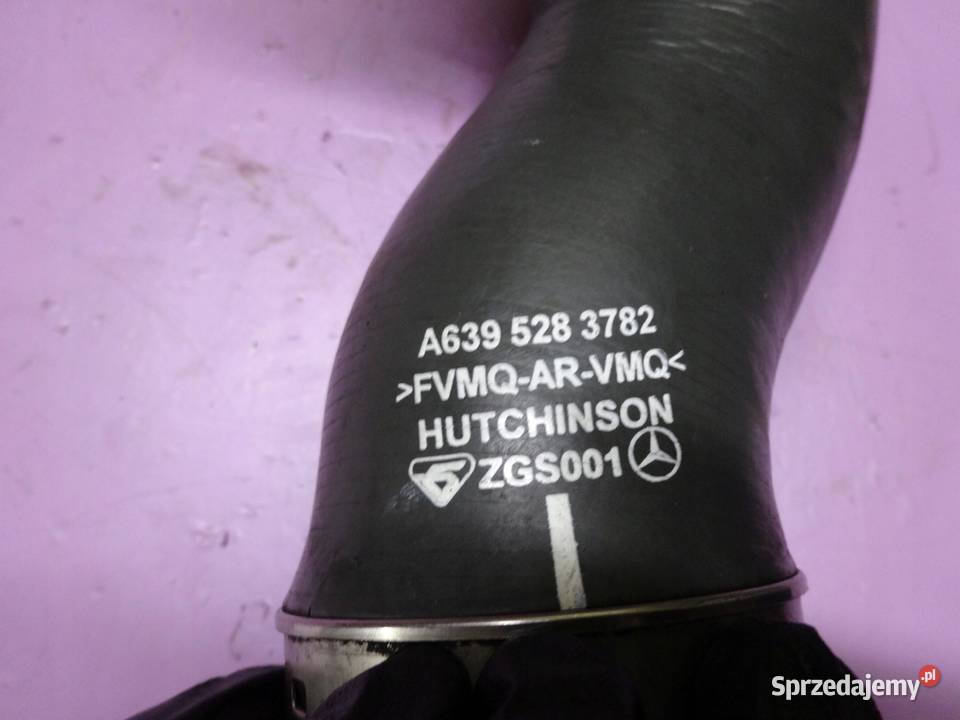 A639 528 3782
>FVMQ-AR-VMQ<
HUTCHINSON
ZGS001
Sprzedajemy.pl